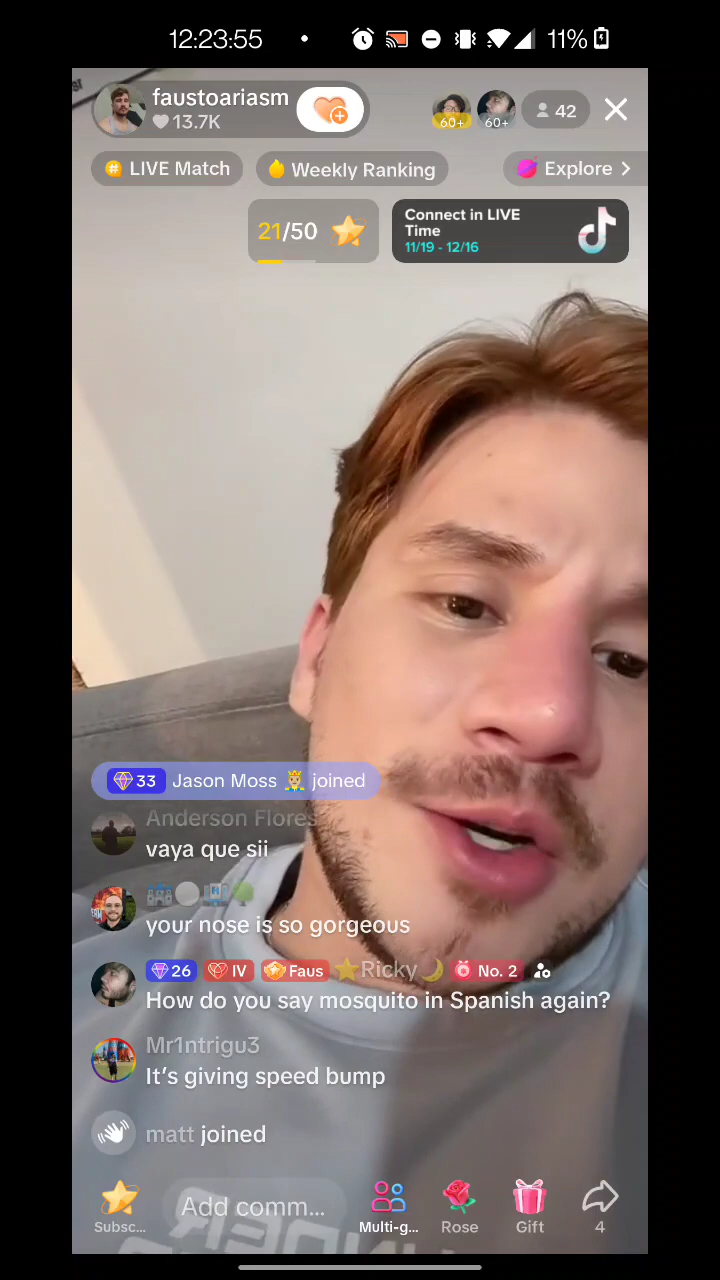 12:23:55
11%
faustoariasm
13.7K
60+
60+
42
LIVE Match
Weekly Ranking
Explore
21/50
Connect in LIVE
Time
11/19 - 12/16
33 Jason Moss joined
Anderson Flores
vaya que sii
your nose is so gorgeous
26 IV Faus Ricky No. 2
How do you say mosquito in Spanish again?
Mr1ntrigu3
It's giving speed bump
matt joined
Subsc...
Add comm...
Multi-g...
Rose
Gift
4